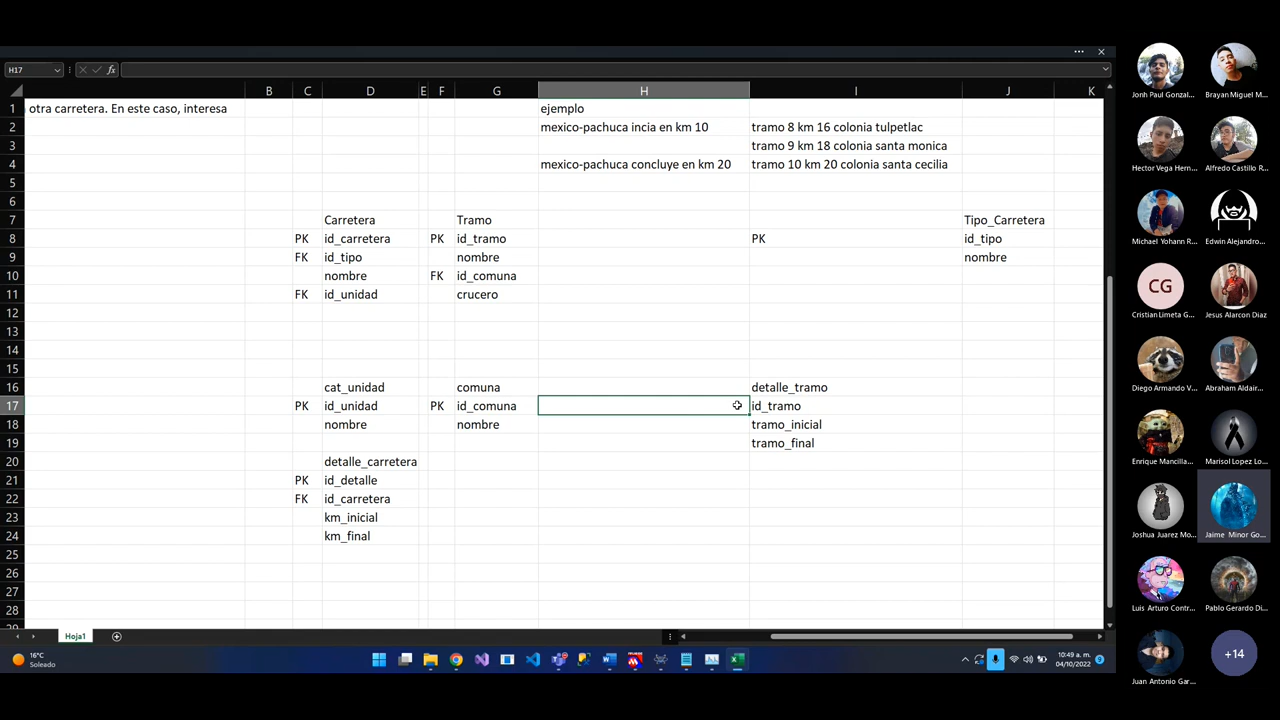 H17
fx
B C D E F G H I J K
1 otra carretera. En este caso, interesa ejemplo
2 mexico-pachuca incia en km 10 tramo 8 km 16 colonia tulpetlac
3 tramo 9 km 18 colonia santa monica
4 mexico-pachuca concluye en km 20 tramo 10 km 20 colonia santa cecilia
5
6
7 Carretera Tramo Tipo_Carretera
8 PK id_carretera PK id_tramo PK id_tipo
9 FK id_tipo nombre nombre
10 nombre FK id_comuna
11 FK id_unidad crucero
12
13
14
15
16 cat_unidad comuna detalle_tramo
17 PK id_unidad PK id_comuna id_tramo
18 nombre nombre tramo_inicial
19 tramo_final
20 detalle_carretera
21 PK id_detalle
22 FK id_carretera
23 km_inicial
24 km_final
25
26
27
28
Hoja1
16°C
Soleado
10:49 a. m.
04/10/2022
3
Jonh Paul Gonzal...
Brayan Miguel M...
Hector Vega Hern...
Alfredo Castillo R...
Michael Yohann R...
Edwin Alejandro...
CG
Cristian Limeta G...
Jesus Alarcon Diaz
Diego Armando V...
Abraham Aldair...
Enrique Mancilla...
Marisol Lopez Lo...
Joshua Juarez Mo...
Jaime Minor Go...
Luis Arturo Contr...
Pablo Gerardo Di...
Juan Antonio Gar...
+14